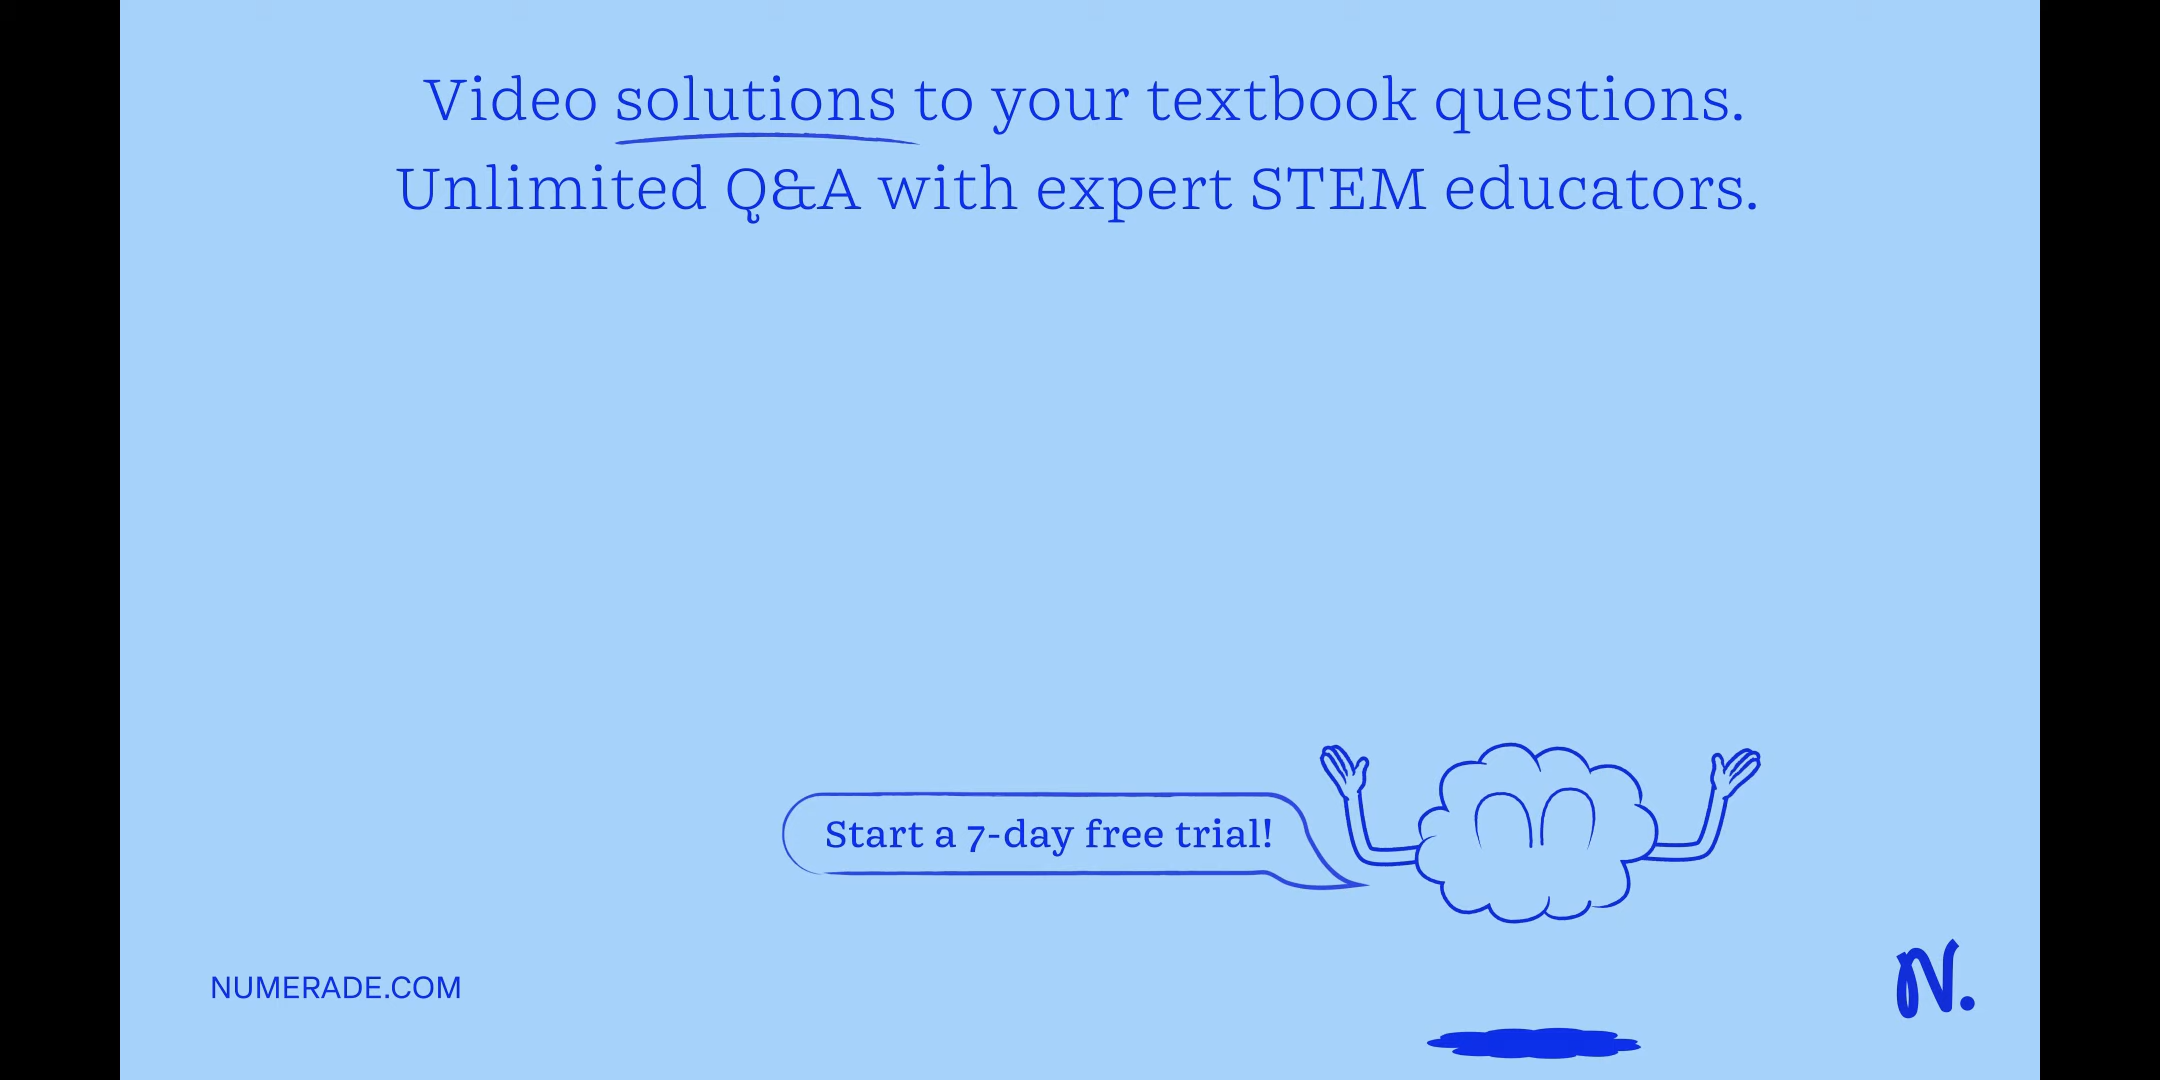 Video solutions to your textbook questions.
Unlimited Q&A with expert STEM educators.
Start a 7-day free trial!
NUMERADE.COM
N.